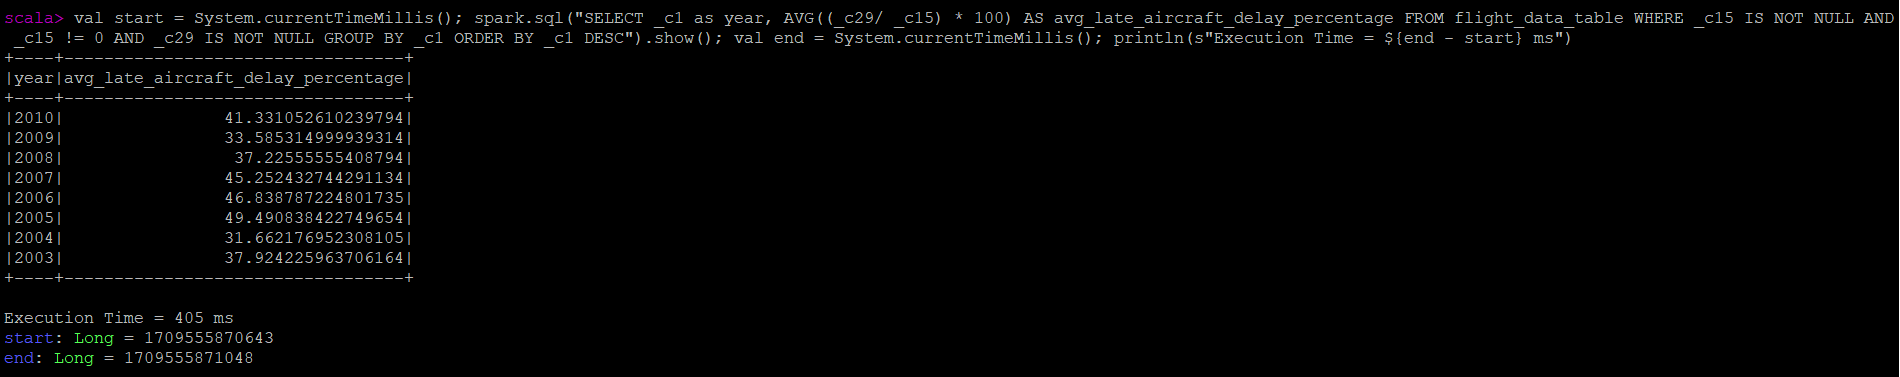 scala> val start = System.currentTimeMillis(); spark.sql("SELECT _c1 as year, AVG((_c29/ _c15) * 100) AS avg_late_aircraft_delay_percentage FROM flight_data_table WHERE _c15 IS NOT NULL AND
 _c15 != 0 AND _c29 IS NOT NULL GROUP BY _c1 ORDER BY _c1 DESC").show(); val end = System.currentTimeMillis(); println(s"Execution Time = ${end - start} ms")
+----+----------------------------------+
|year|avg_late_aircraft_delay_percentage|
+----+----------------------------------+
|2010|                41.331052610239794|
|2009|                33.585314999939314|
|2008|                 37.22555555408794|
|2007|                45.252432744291134|
|2006|                46.838787224801735|
|2005|                49.490838422749654|
|2004|                31.662176952308105|
|2003|                37.924225963706164|
+----+----------------------------------+

Execution Time = 405 ms
start: Long = 1709555870643
end: Long = 1709555871048